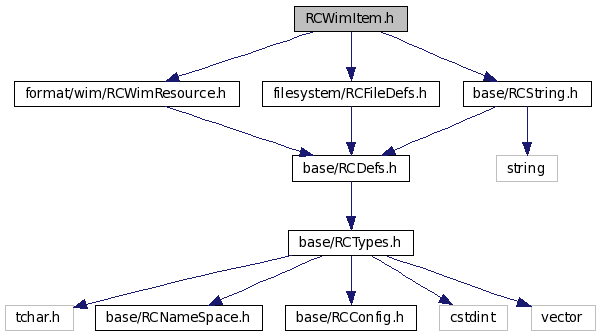 RCWimItem.h
format/wim/RCWimResource.h
filesystem/RCFileDefs.h
base/RCString.h
base/RCDefs.h
string
base/RCTypes.h
tchar.h
base/RCNameSpace.h
base/RCConfig.h
cstdint
vector